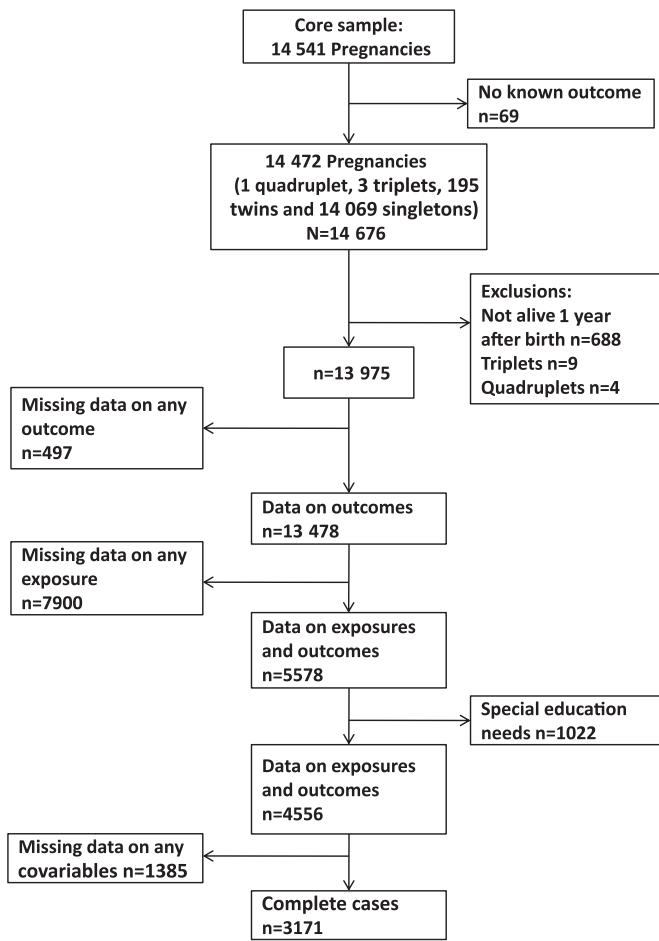 Core sample:
14 541 Pregnancies
No known outcome
n=69
14 472 Pregnancies
(1 quadruplet, 3 triplets, 195
twins and 14 069 singletons)
N=14 676
Exclusions:
Not alive 1 year
after birth n=688
Triplets n=9
Quadruplets n=4
n=13 975
Missing data on any
outcome
n=497
Data on outcomes
n=13 478
Missing data on any
exposure
n=7900
Data on exposures
and outcomes
n=5578
Special education
needs n=1022
Data on exposures
and outcomes
n=4556
Missing data on any
covariables n=1385
Complete cases
n=3171